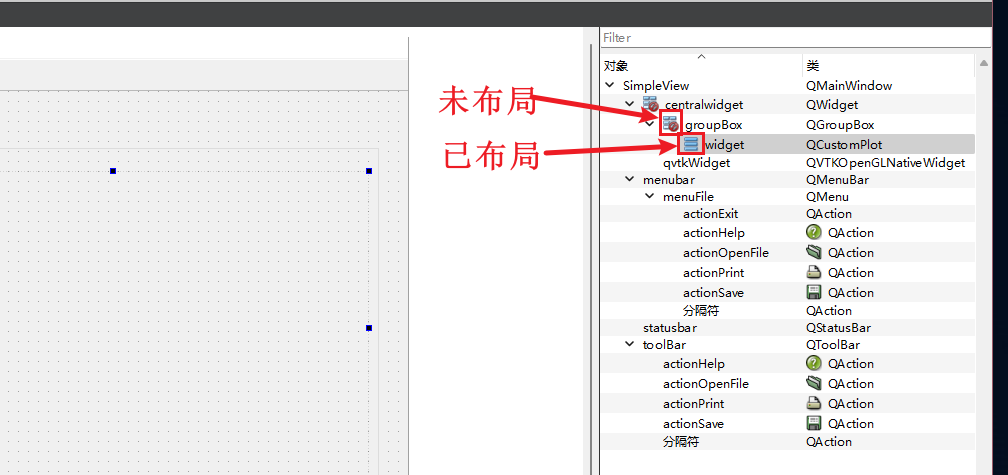 Filter
对象 类
SimpleView QMainWindow
centralwidget QWidget
groupBox QGroupBox
widget QCustomPlot
qvtkWidget QVTKOpenGLNativeWidget
menubar QMenuBar
menuFile QMenu
actionExit QAction
actionHelp QAction
actionOpenFile QAction
actionPrint QAction
actionSave QAction
分隔符 QAction
statusbar QStatusBar
toolBar QToolBar
actionHelp QAction
actionOpenFile QAction
actionPrint QAction
actionSave QAction
分隔符 QAction
未布局
已布局